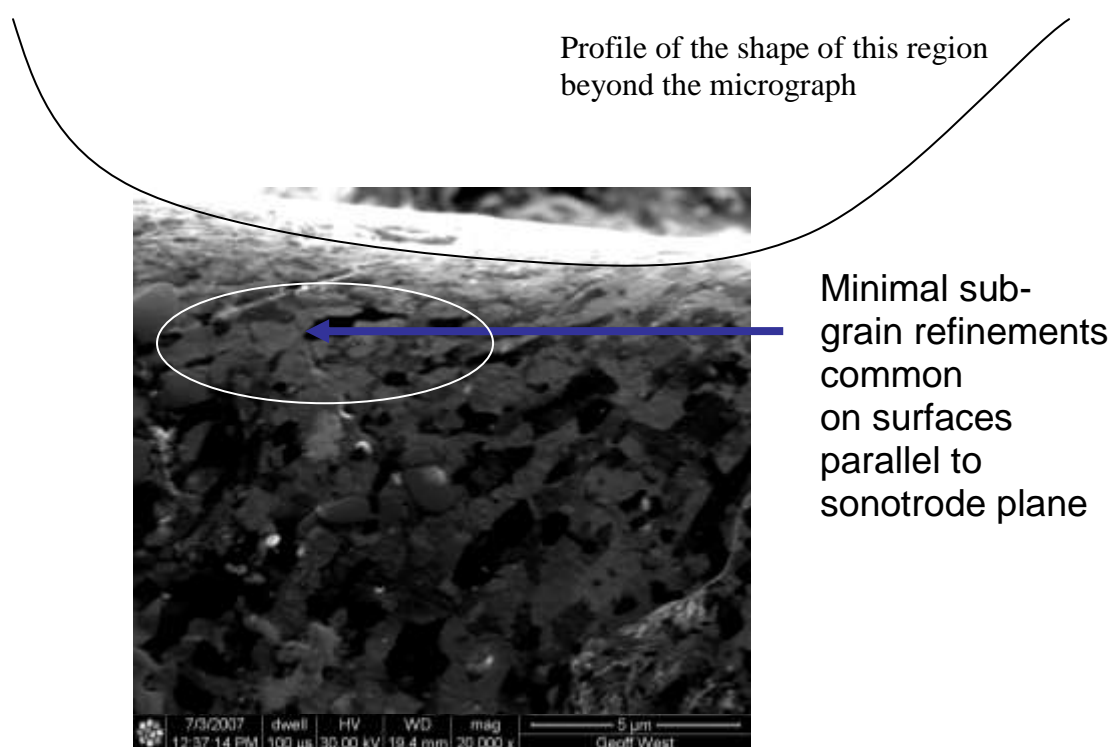 Profile of the shape of this region
beyond the micrograph
Minimal sub-
grain refinements
common
on surfaces
parallel to
sonotrode plane
7/3/2007 dwell HV WD mag 5 µm
12:37:14 PM 100 µs 30.00 kV 19.4 mm 20 000 x Geoff West